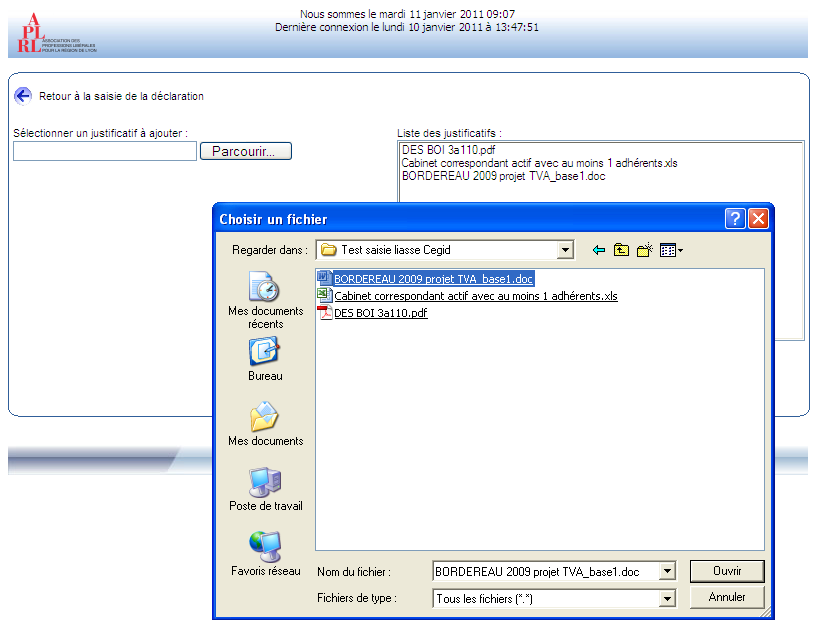 Nous sommes le mardi 11 janvier 2011 09:07
Dernière connexion le lundi 10 janvier 2011 à 13:47:51
A
PL
RL
ASSOCIATION DES
PROFESSIONS LIBÉRALES
POUR LA RÉGION DE LYON
Retour à la saisie de la déclaration
Sélectionner un justificatif à ajouter :
Parcourir...
Liste des justificatifs :
DES BOI 3a110.pdf
Cabinet correspondant actif avec au moins 1 adhérents.xls
BORDEREAU 2009 projet TVA_base1.doc
Choisir un fichier
Regarder dans :
Test saisie liasse Cegid
BORDEREAU 2009 projet TVA_base1.doc
Cabinet correspondant actif avec au moins 1 adhérents.xls
DES BOI 3a110.pdf
Mes documents
récents
Bureau
Mes documents
Poste de travail
Favoris réseau
Nom du fichier :
BORDEREAU 2009 projet TVA_base1.doc
Ouvrir
Fichiers de type :
Tous les fichiers (*.*)
Annuler